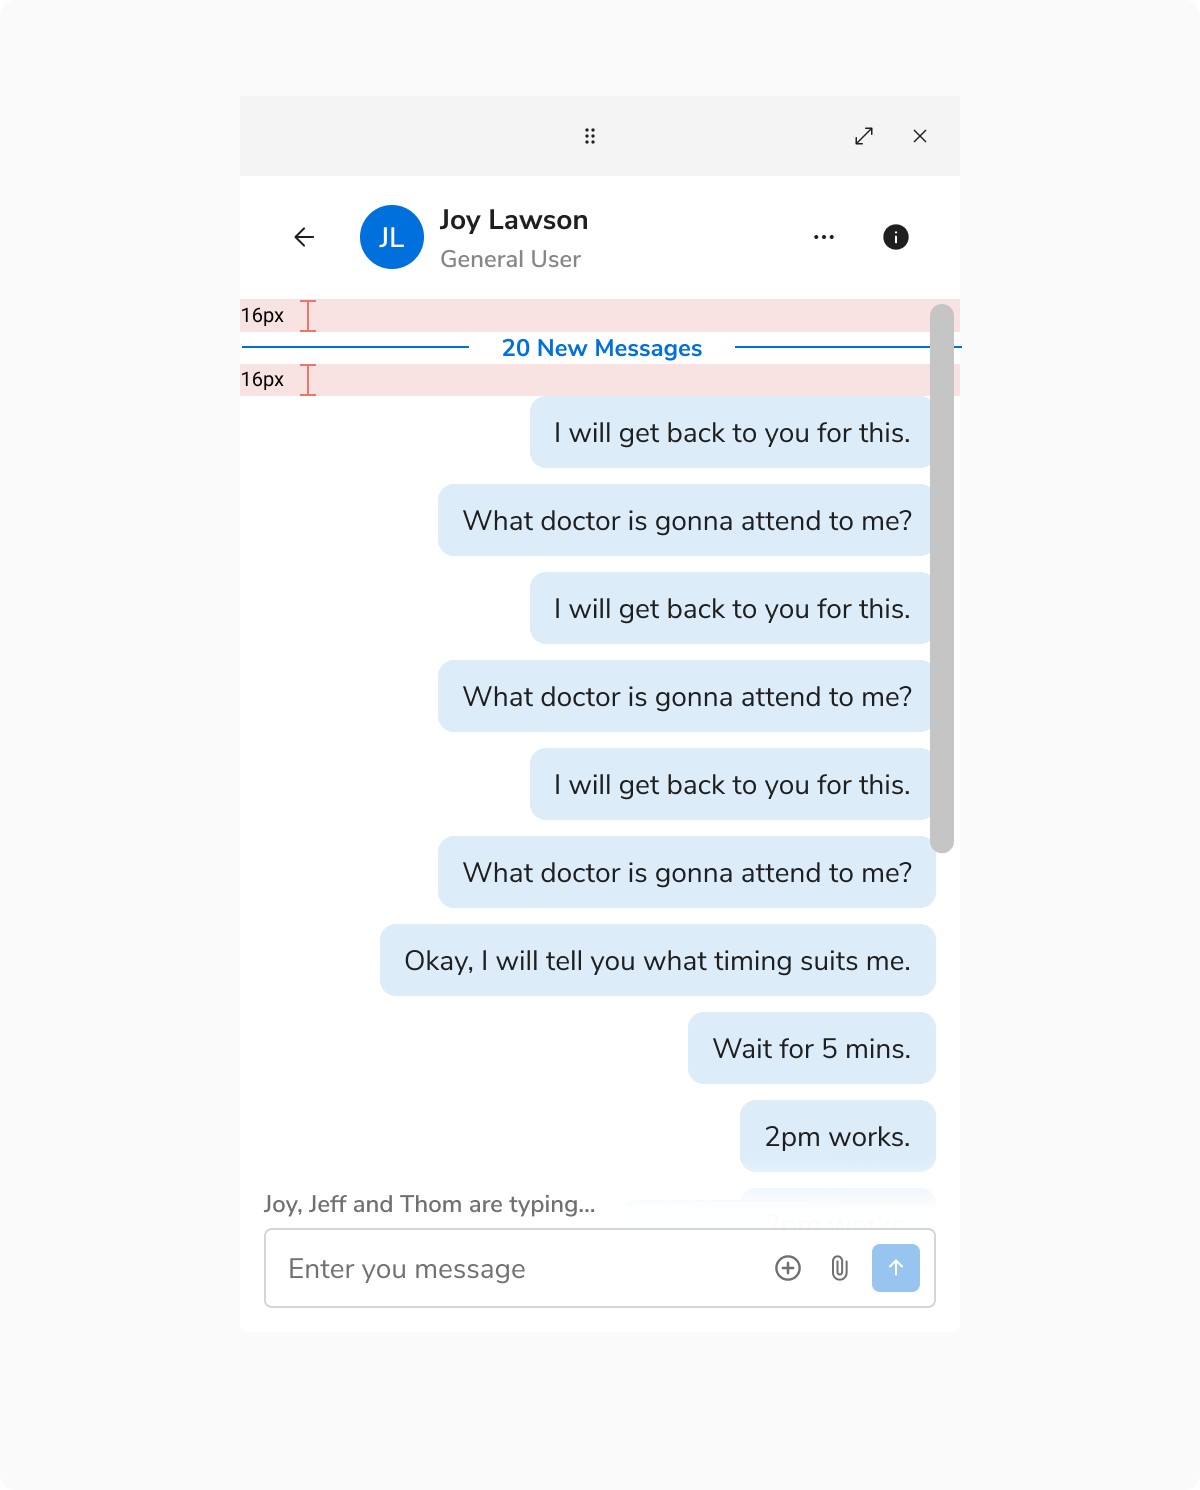 JL
Joy Lawson
General User
16px
20 New Messages
16px
I will get back to you for this.
What doctor is gonna attend to me?
I will get back to you for this.
What doctor is gonna attend to me?
I will get back to you for this.
What doctor is gonna attend to me?
Okay, I will tell you what timing suits me.
Wait for 5 mins.
2pm works.
Joy, Jeff and Thom are typing...
2pm works.
Enter you message